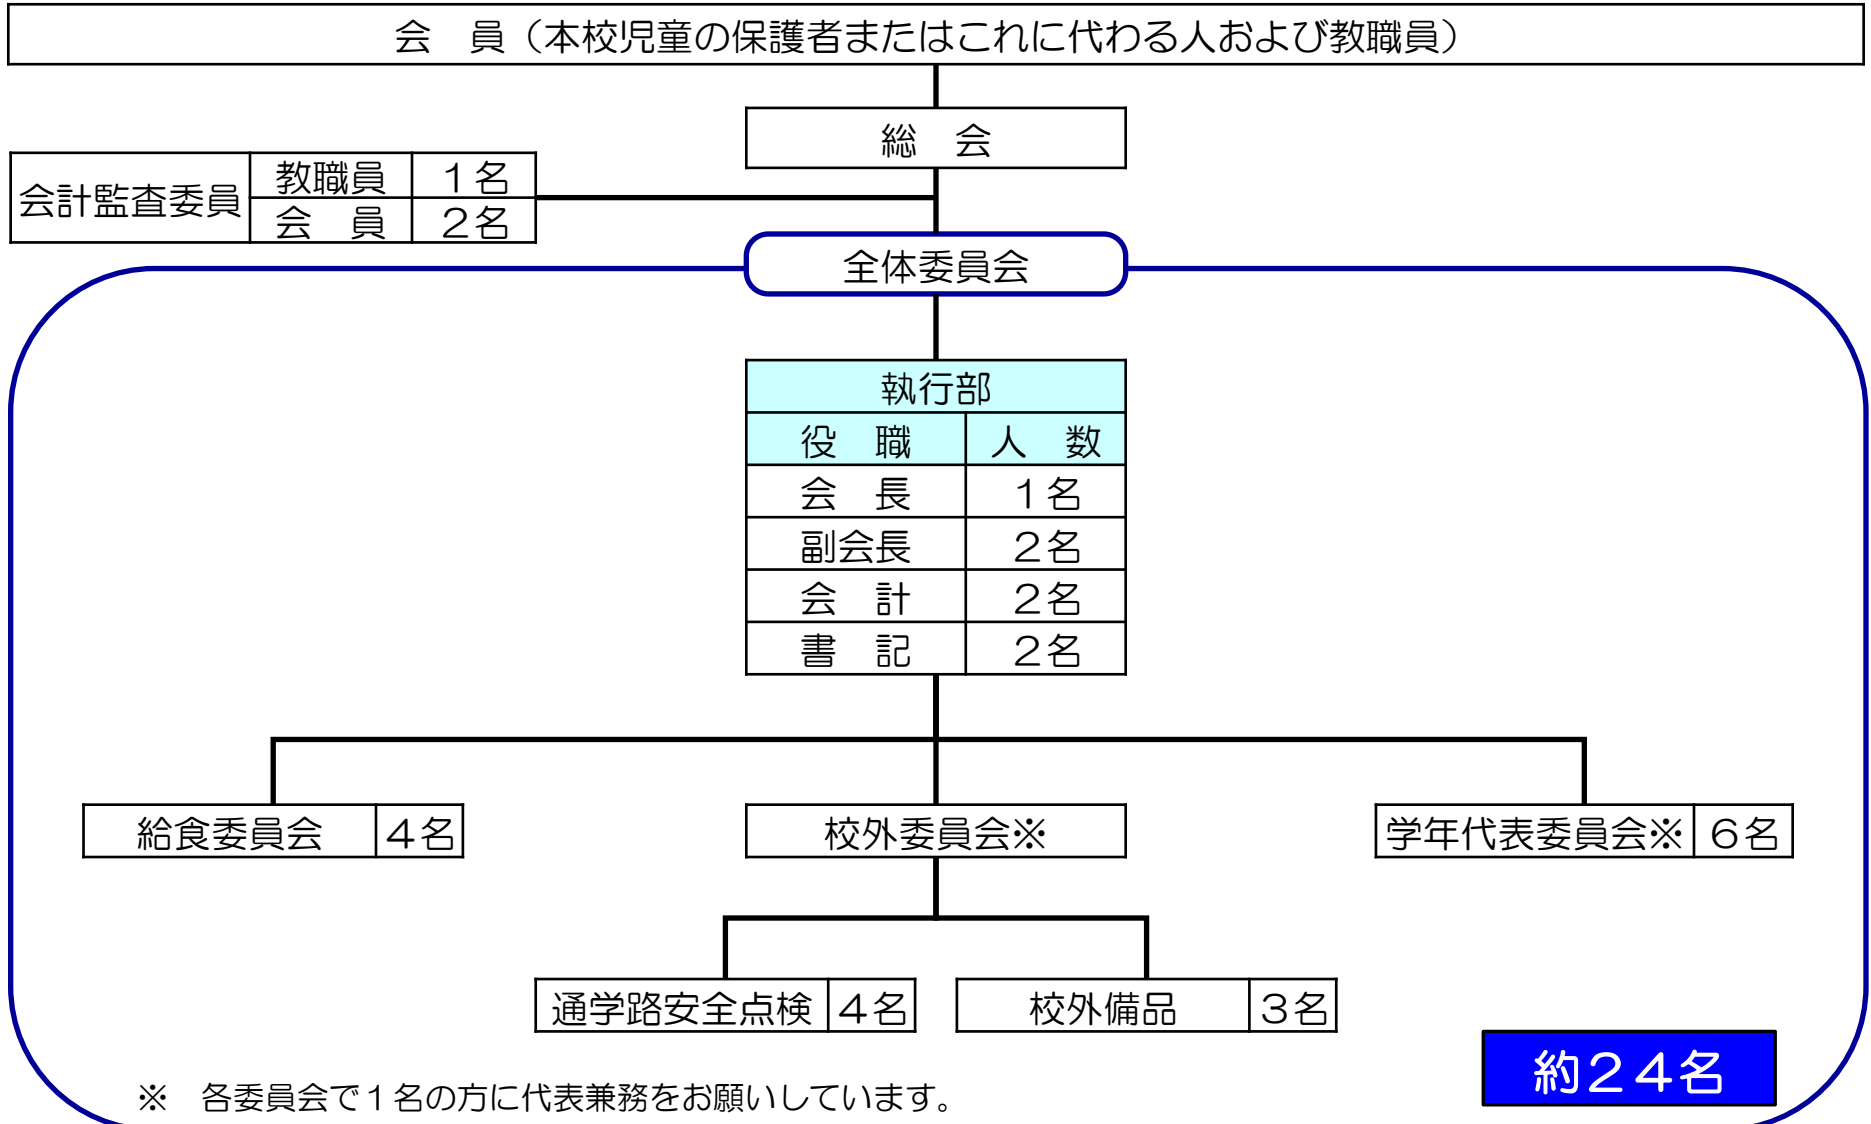 会　員（本校児童の保護者またはこれに代わる人および教職員）
総　会
会計監査委員 教職員 １名
会　員 ２名
全体委員会
執行部
役　職 人　数
会　長 １名
副会長 ２名
会　計 ２名
書　記 ２名
給食委員会 ４名 校外委員会※ 学年代表委員会※ ６名
通学路安全点検 ４名 校外備品 ３名
約２４名
※　各委員会で１名の方に代表兼務をお願いしています。